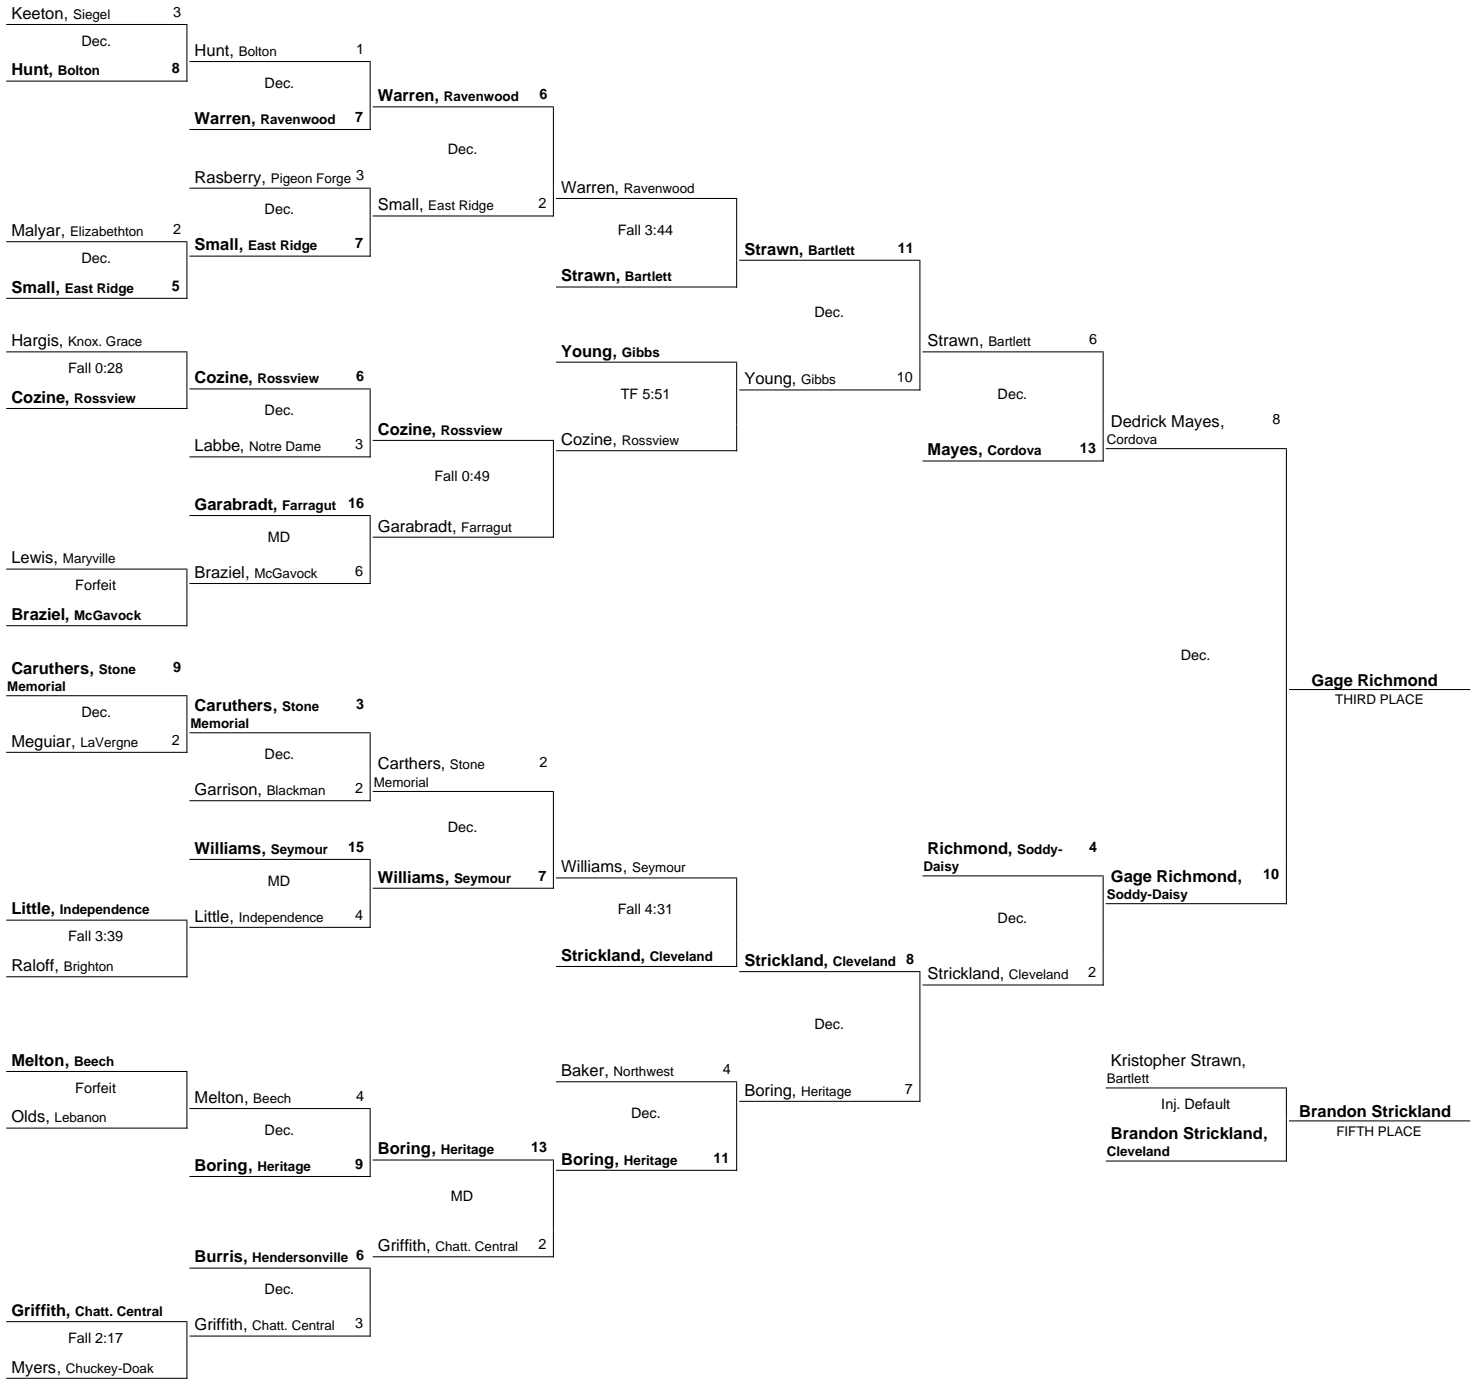 Keeton, Siegel 3
Dec.
Hunt, Bolton 8
Hunt, Bolton 1
Dec.
Warren, Ravenwood 7
Warren, Ravenwood 6
Dec.
Small, East Ridge 2
Rasberry, Pigeon Forge 3
Dec.
Small, East Ridge 7
Malyar, Elizabethton 2
Dec.
Small, East Ridge 5
Warren, Ravenwood
Fall 3:44
Strawn, Bartlett
Strawn, Bartlett 11
Dec.
Young, Gibbs 10
Hargis, Knox. Grace
Fall 0:28
Cozine, Rossview
Cozine, Rossview 6
Dec.
Labbe, Notre Dame 3
Cozine, Rossview
Fall 0:49
Garabradt, Farragut
Garabradt, Farragut 16
MD
Braziel, McGavock 6
Lewis, Maryville
Forfeit
Braziel, McGavock
Young, Gibbs
TF 5:51
Cozine, Rossview
Strawn, Bartlett 6
Dec.
Mayes, Cordova 13
Dedrick Mayes, 8
Cordova
Dec.
Gage Richmond
THIRD PLACE
Caruthers, Stone 9
Memorial
Dec.
Meguiar, LaVergne 2
Caruthers, Stone 3
Memorial
Dec.
Garrison, Blackman 2
Carthers, Stone 2
Memorial
Dec.
Williams, Seymour 7
Williams, Seymour 15
MD
Little, Independence 4
Little, Independence
Fall 3:39
Raloff, Brighton
Williams, Seymour
Fall 4:31
Strickland, Cleveland
Strickland, Cleveland 8
Dec.
Boring, Heritage 7
Richmond, Soddy- 4
Daisy
Dec.
Strickland, Cleveland 2
Gage Richmond, 10
Soddy-Daisy
Melton, Beech
Forfeit
Olds, Lebanon
Melton, Beech 4
Dec.
Boring, Heritage 9
Boring, Heritage 13
MD
Griffith, Chatt. Central 2
Baker, Northwest 4
Dec.
Boring, Heritage 11
Burris, Hendersonville 6
Dec.
Griffith, Chatt. Central 3
Griffith, Chatt. Central
Fall 2:17
Myers, Chuckey-Doak
Kristopher Strawn,
Bartlett
Inj. Default
Brandon Strickland,
Cleveland
Brandon Strickland
FIFTH PLACE